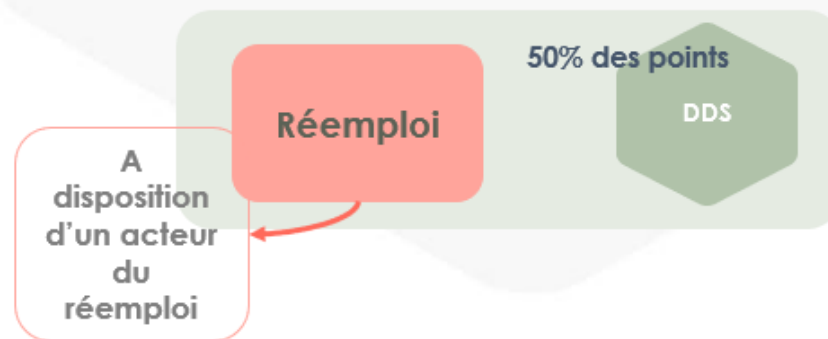 50% des points
DDS
Réemploi
A
disposition
d'un acteur
du
réemploi